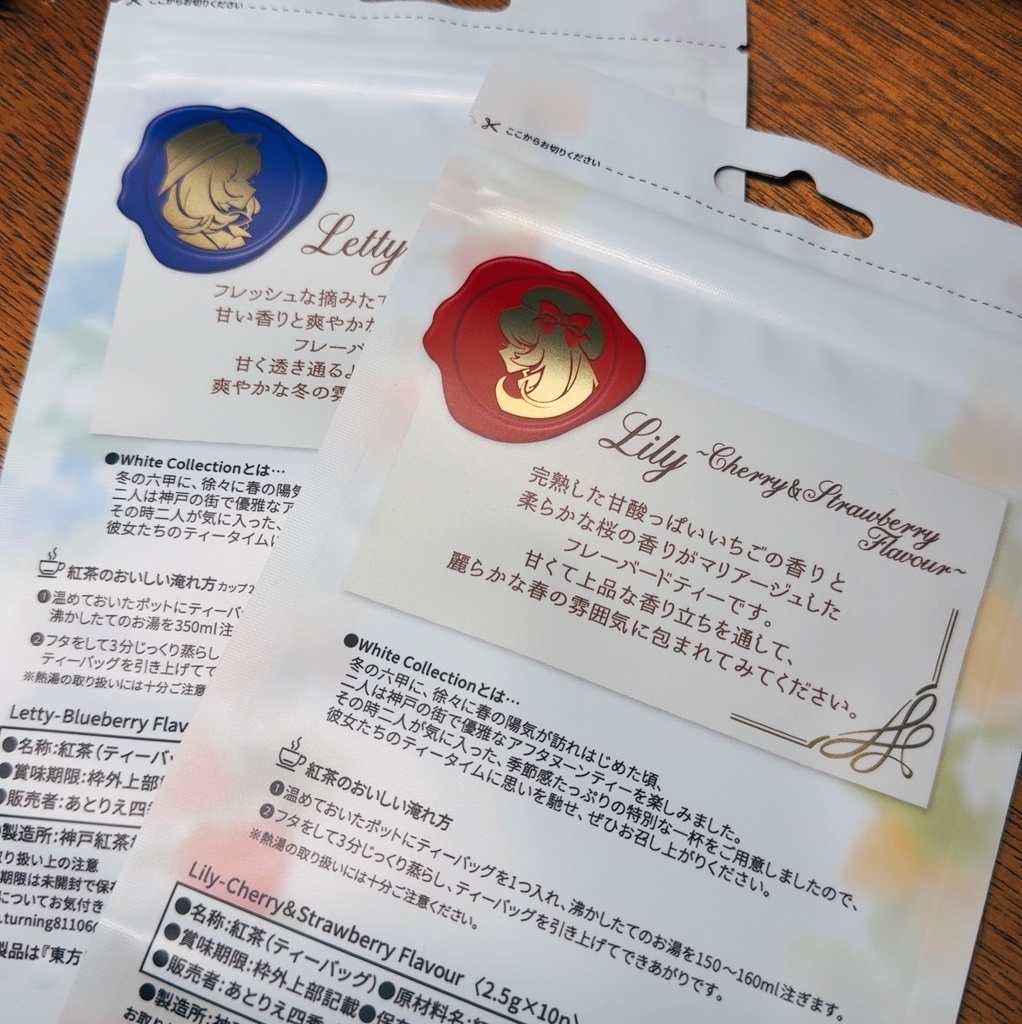 ここからお切りください
Letty
フレッシュな摘みたて
甘い香りと爽やかな
フレーバ
甘く透き通るよ
爽やかな冬の雰
●White Collectionとは…
冬の六甲に、徐々に春の陽気
二人は神戸の街で優雅なア
その時二人が気に入った、
彼女たちのティータイムに
紅茶のおいしい淹れ方 カップ2
❶温めておいたポットにティーバ
沸かしたてのお湯を350ml注
❷フタをして3分じっくり蒸らし
ティーバッグを引き上げてて
※熱湯の取り扱いには十分ご注意
Letty-Blueberry Flav
●名称:紅茶(ティーバッ
●賞味期限:枠外上部
●販売者:あとりえ四季
製造所:神戸紅茶
り扱い上の注意
期限は未開封で保存
についてお気付き
.turning81106
製品は『東方
ここからお切りください
Lily ~Cherry&Strawberry
Flavour~
完熟した甘酸っぱいいちごの香りと
柔らかな桜の香りがマリアージュした
フレーバードティーです。
甘くて上品な香り立ちを通して、
麗らかな春の雰囲気に包まれてみてください。
●White Collectionとは…
冬の六甲に、徐々に春の陽気が訪れはじめた頃、
二人は神戸の街で優雅なアフタヌーンティーを楽しみました。
その時二人が気に入った、季節感たっぷりの特別な一杯をご用意しましたので、
彼女たちのティータイムに思いを馳せ、ぜひお召し上がりください。
紅茶のおいしい淹れ方
❶温めておいたポットにティーバッグを1つ入れ、沸かしたてのお湯を150～160ml注ぎます。
❷フタをして3分じっくり蒸らし、ティーバッグを引き上げてできあがりです。
※熱湯の取り扱いには十分ご注意ください。
Lily-Cherry&Strawberry Flavour〈2.5g×10p〉
●名称:紅茶(ティーバッグ)●原材料名:紅
●賞味期限:枠外上部記載●保存
●販売者:あとりえ四季
●製造所:神
お取り